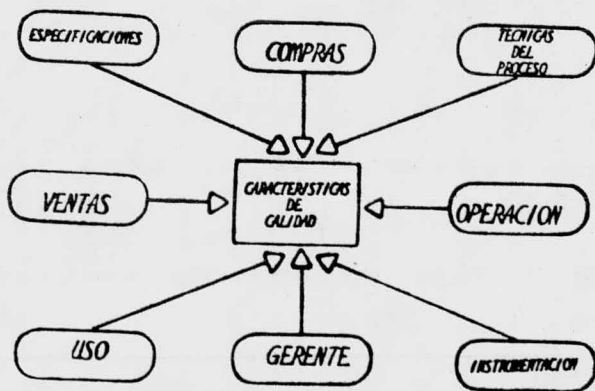 ESPECIFICACIONES
COMPRAS
TECNICAS
DEL
PROCESO
VENTAS
CARACTERISTICAS
DE
CALIDAD
OPERACION
USO
GERENTE
INSTRUMENTACION